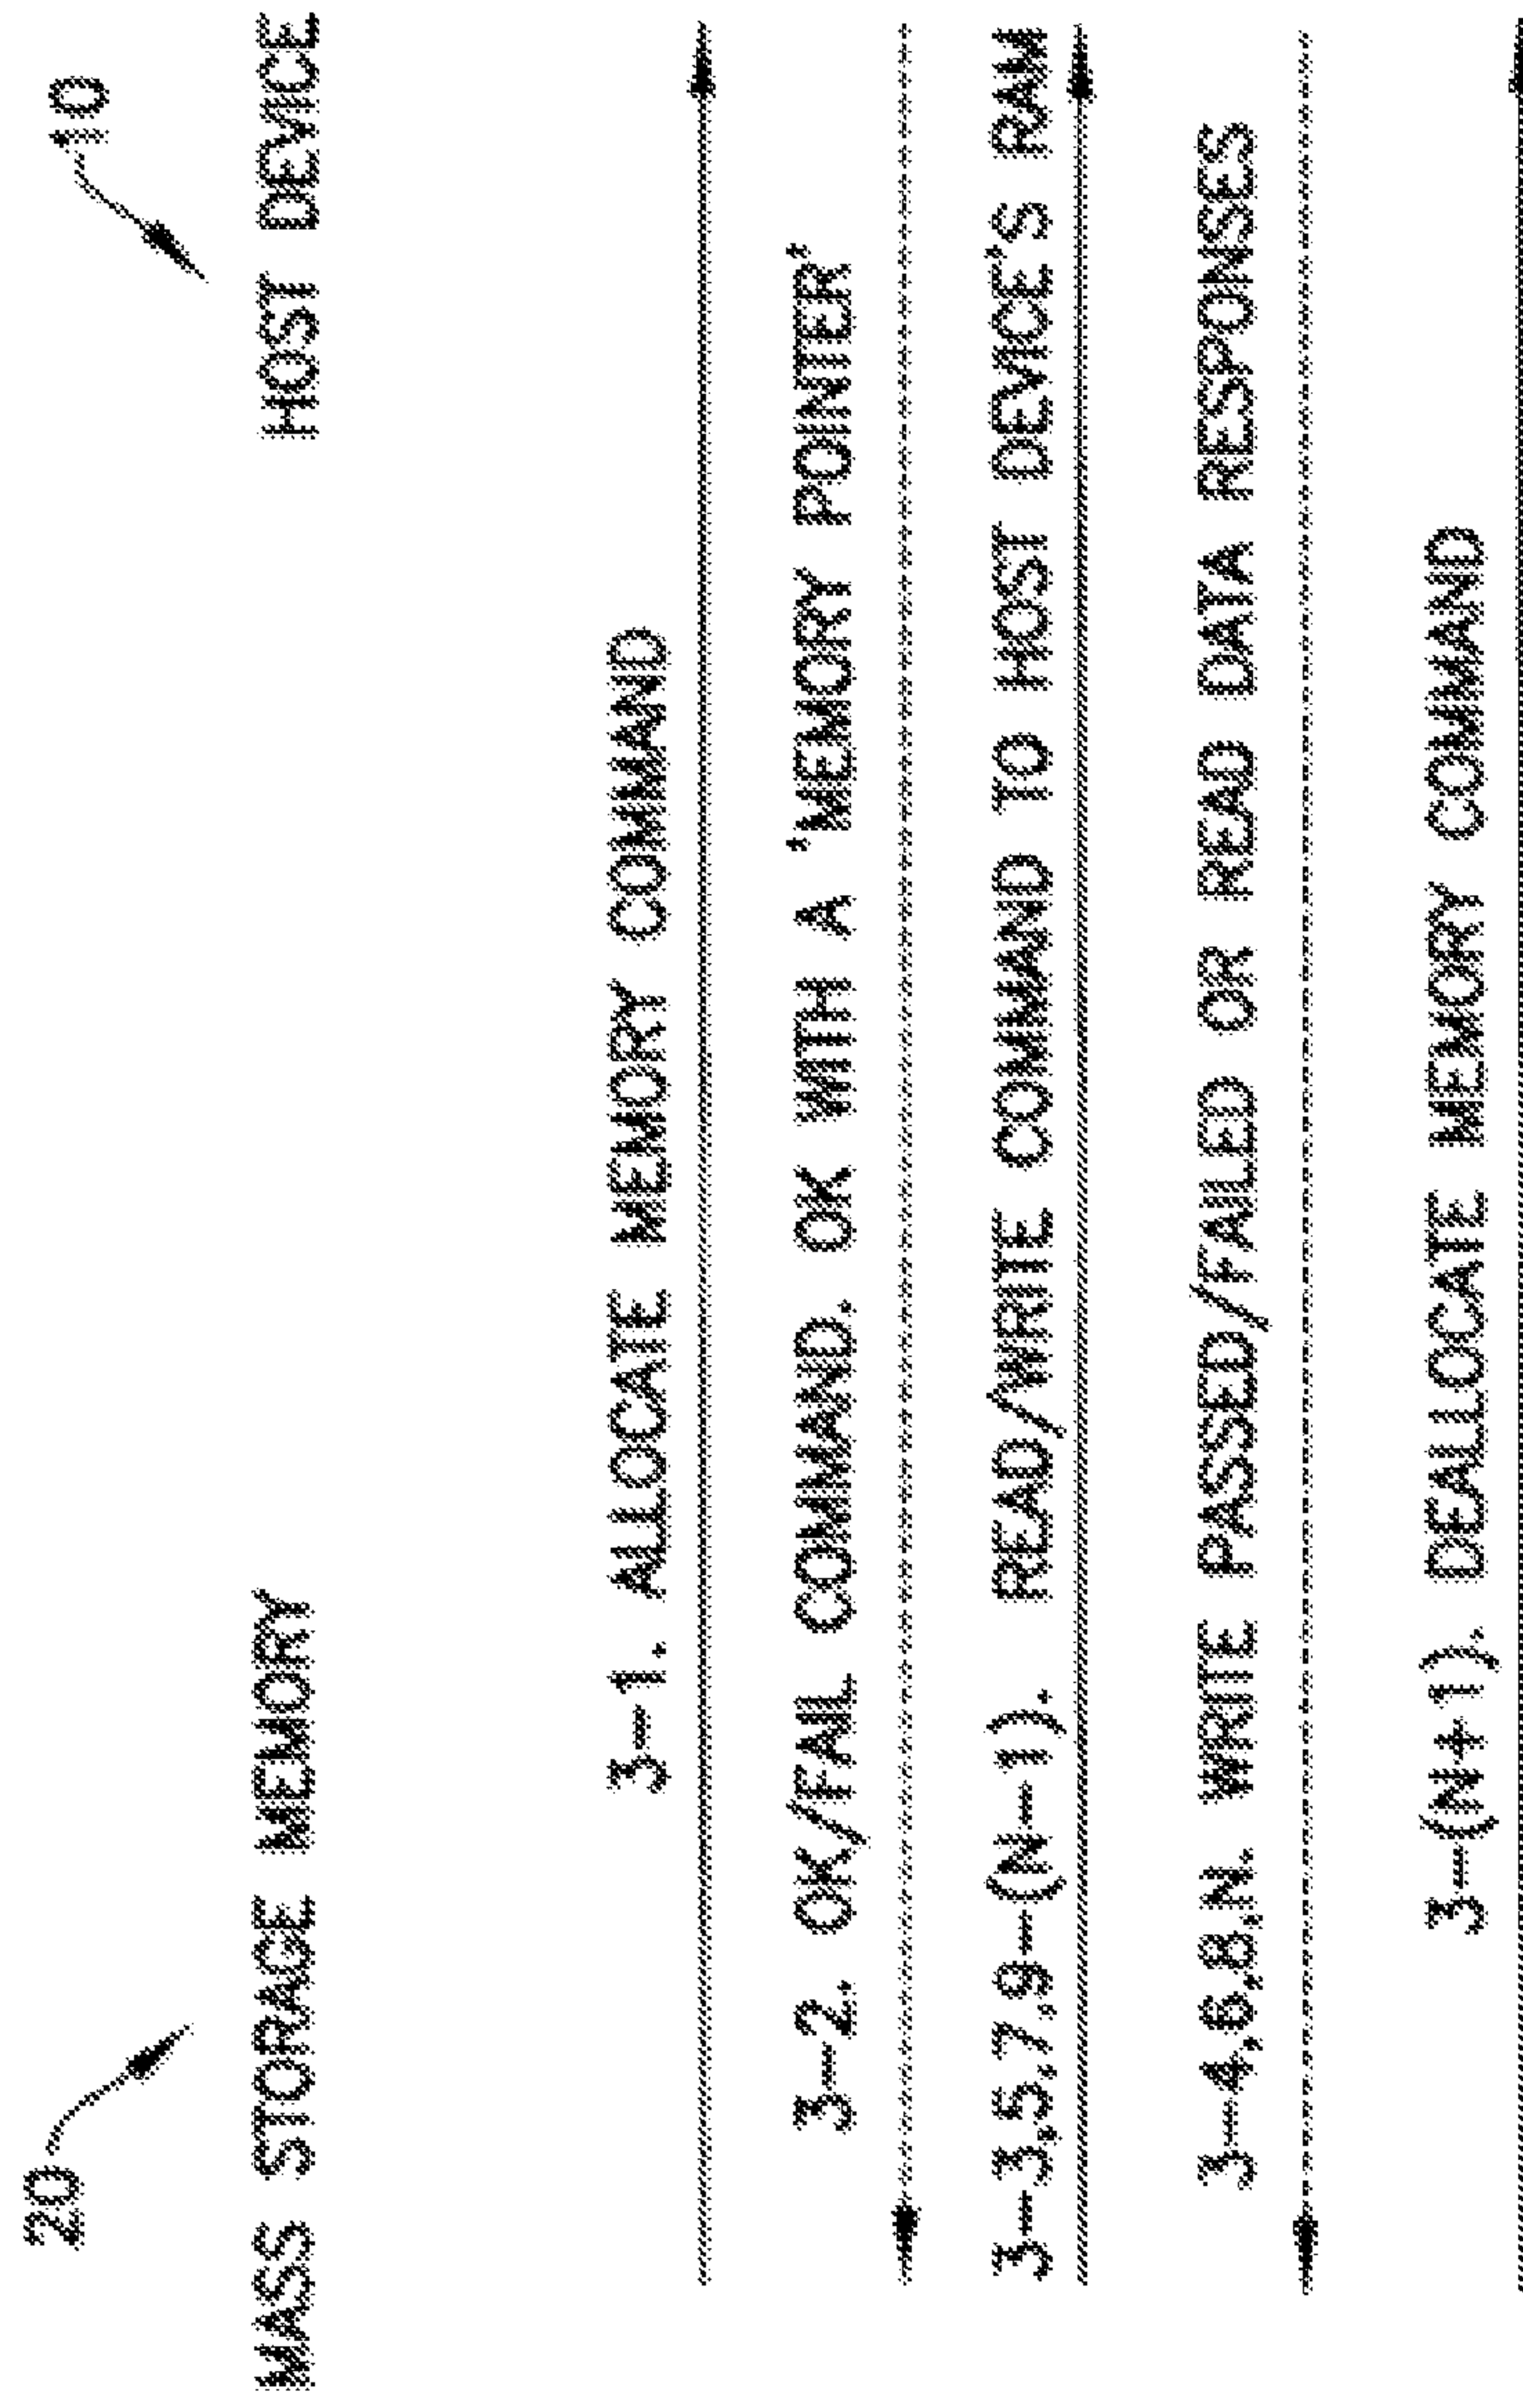 20
10
MASS STORAGE MEMORY
HOST DEVICE
3-1. ALLOCATE MEMORY COMMAND
3-2. OK/FAIL COMMAND. OK WITH A 'MEMORY POINTER'
3-3,5,7,9-(N-1). READ/WRITE COMMAND TO HOST DEVICE'S RAM
3-4,6,8,N. WRITE PASSED/FAILED OR READ DATA RESPONSES
3-(N+1). DEALLOCATE MEMORY COMMAND